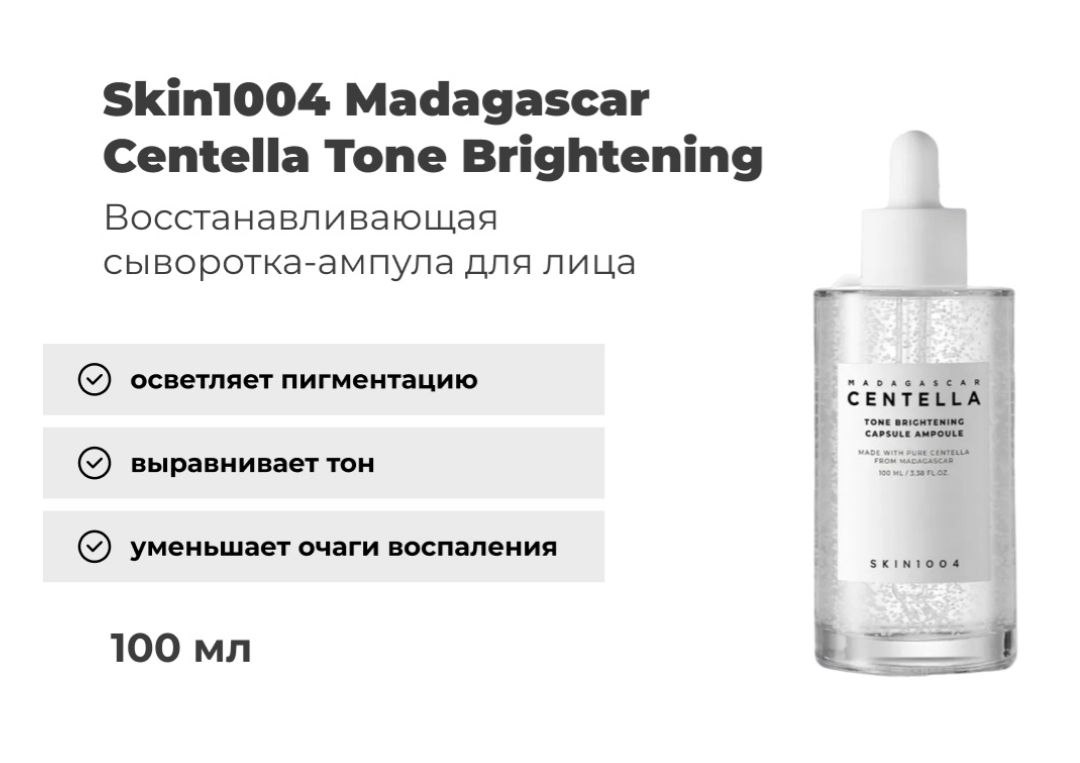 Skin1004 Madagascar
Centella Tone Brightening
Восстанавливающая
сыворотка-ампула для лица
осветляет пигментацию
выравнивает тон
уменьшает очаги воспаления
100 мл
MADAGASCAR
CENTELLA
TONE BRIGHTENING
CAPSULE AMPOULE
MADE WITH PURE CENTELLA
FROM MADAGASCAR
100 ML / 3.38 FL.OZ.
SKIN1004